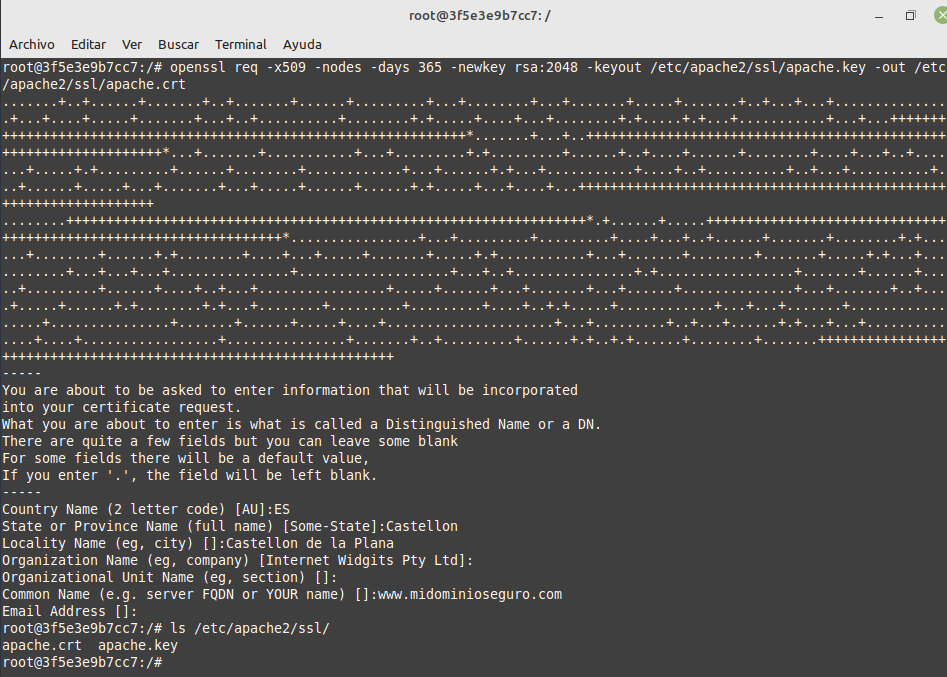 root@3f5e3e9b7cc7: /
Archivo Editar Ver Buscar Terminal Ayuda
root@3f5e3e9b7cc7:/# openssl req -x509 -nodes -days 365 -newkey rsa:2048 -keyout /etc/apache2/ssl/apache.key -out /etc
/apache2/ssl/apache.crt
-----
You are about to be asked to enter information that will be incorporated
into your certificate request.
What you are about to enter is what is called a Distinguished Name or a DN.
There are quite a few fields but you can leave some blank
For some fields there will be a default value,
If you enter '.', the field will be left blank.
-----
Country Name (2 letter code) [AU]:ES
State or Province Name (full name) [Some-State]:Castellon
Locality Name (eg, city) []:Castellon de la Plana
Organization Name (eg, company) [Internet Widgits Pty Ltd]:
Organizational Unit Name (eg, section) []:
Common Name (e.g. server FQDN or YOUR name) []:www.midominioseguro.com
Email Address []:
root@3f5e3e9b7cc7:/# ls /etc/apache2/ssl/
apache.crt  apache.key
root@3f5e3e9b7cc7:/#